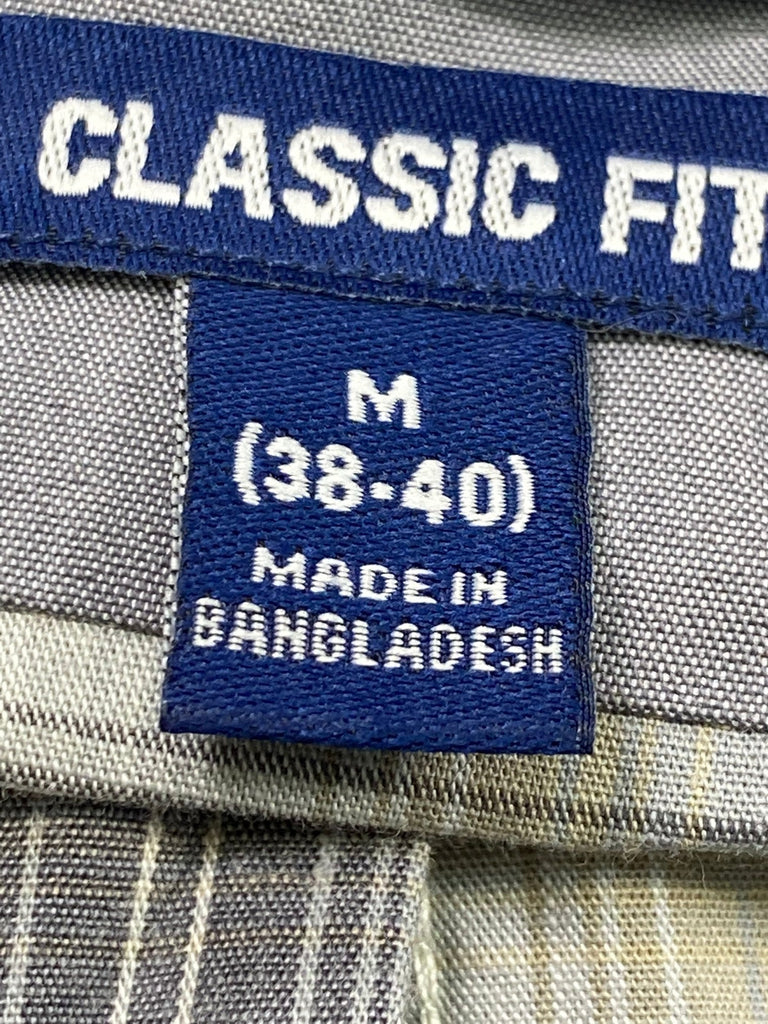 CLASSIC FIT
M
(38-40)
MADE IN
BANGLADESH